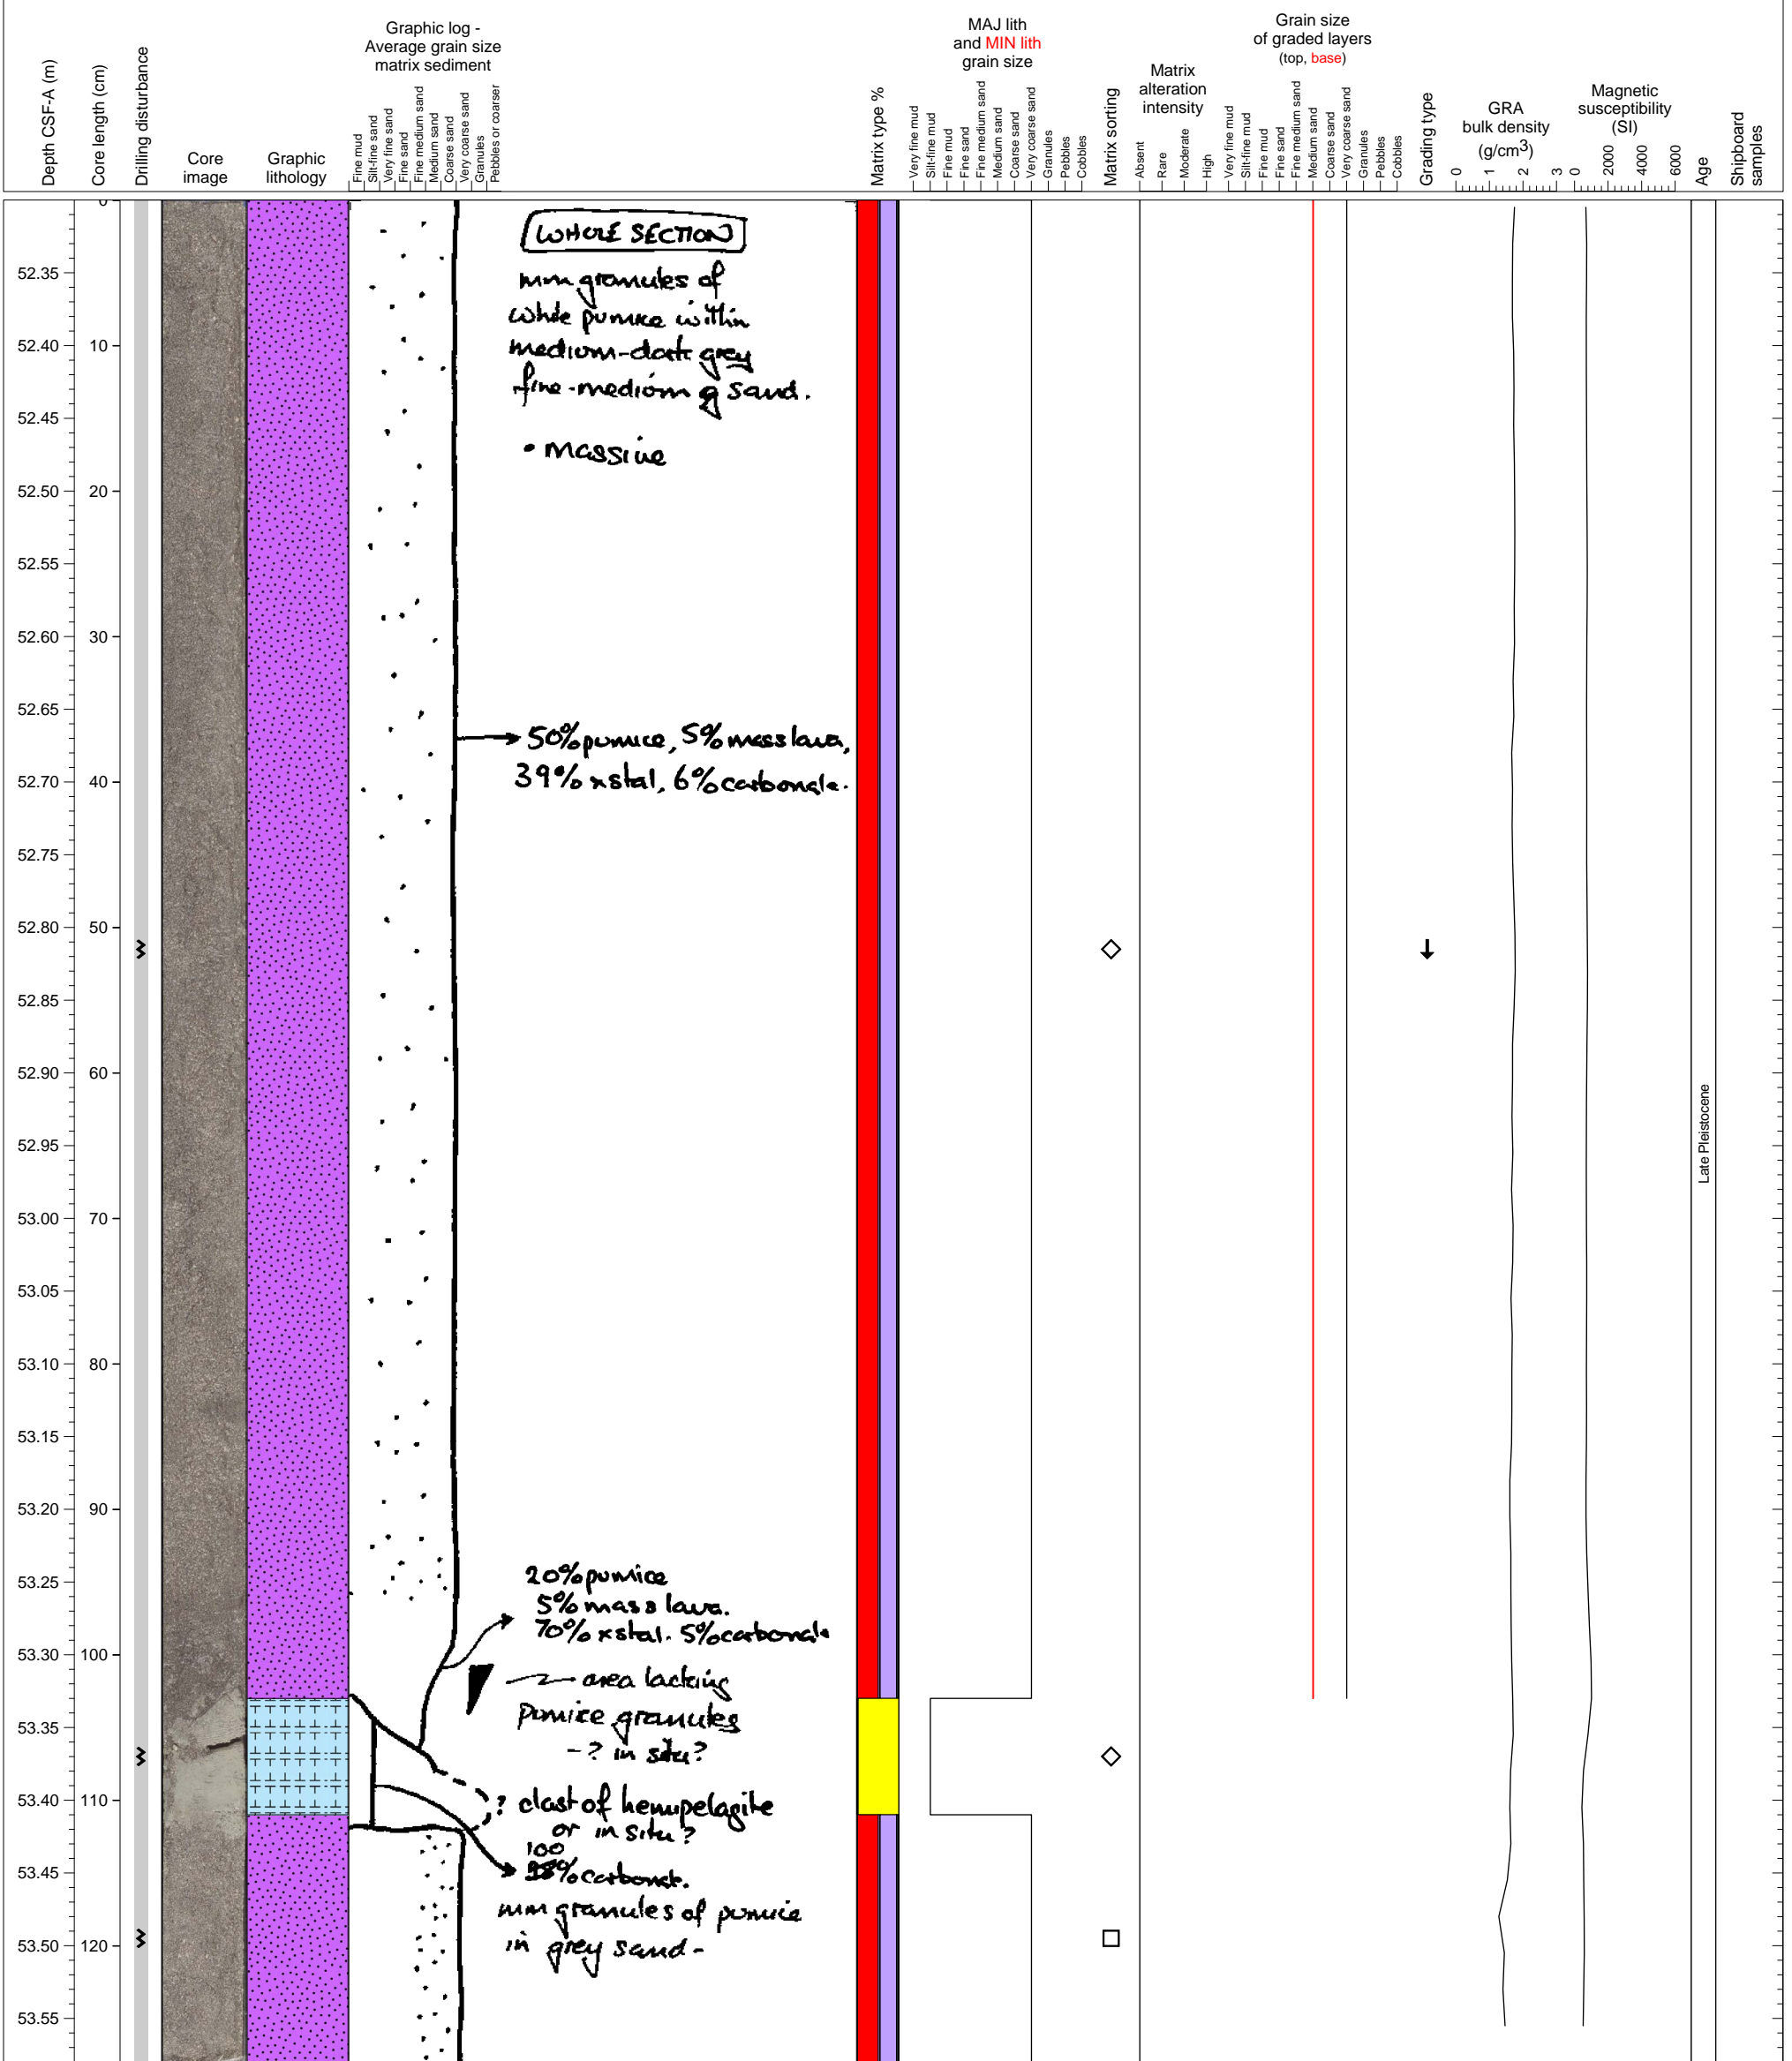 Depth CSF-A (m)
Core length (cm)
Drilling disturbance
Core
image
Graphic
lithology
Graphic log -
Average grain size
matrix sediment
Fine mud
Silt-fine sand
Very fine sand
Fine sand
Fine medium sand
Medium sand
Coarse sand
Very coarse sand
Granules
Pebbles or coarser
Matrix type %
MAJ lith
and MIN lith
grain size
Very fine mud
Silt-fine mud
Fine mud
Fine sand
Fine medium sand
Medium sand
Coarse sand
Very coarse sand
Granules
Pebbles
Cobbles
Matrix sorting
Matrix
alteration
intensity
Absent
Rare
Moderate
High
Grain size
of graded layers
(top, base)
Very fine mud
Silt-fine mud
Fine mud
Fine sand
Fine medium sand
Medium sand
Coarse sand
Very coarse sand
Granules
Pebbles
Cobbles
Grading type
GRA
bulk density
(g/cm3)
0 1 2 3
Magnetic
susceptibility
(SI)
0 2000 4000 6000
Age
Shipboard
samples
0
52.35
52.40 10
52.45
52.50 20
52.55
52.60 30
52.65
52.70 40
52.75
52.80 50
52.85
52.90 60
52.95
53.00 70
53.05
53.10 80
53.15
53.20 90
53.25
53.30 100
53.35
53.40 110
53.45
53.50 120
53.55
WHOLE SECTION
mm granules of
white pumice within
medium-dark grey
fine-medium g sand.
• massive
50% pumice, 5% mass lava,
39% xstal, 6% carbonate.
20% pumice
5% mass lava.
70% xstal. 5% carbonate
area lacking
pumice granules
-? in situ?
? clast of hemipelagite
or in situ?
100
% carbonate.
mm granules of pumice
in grey sand-
Late Pleistocene